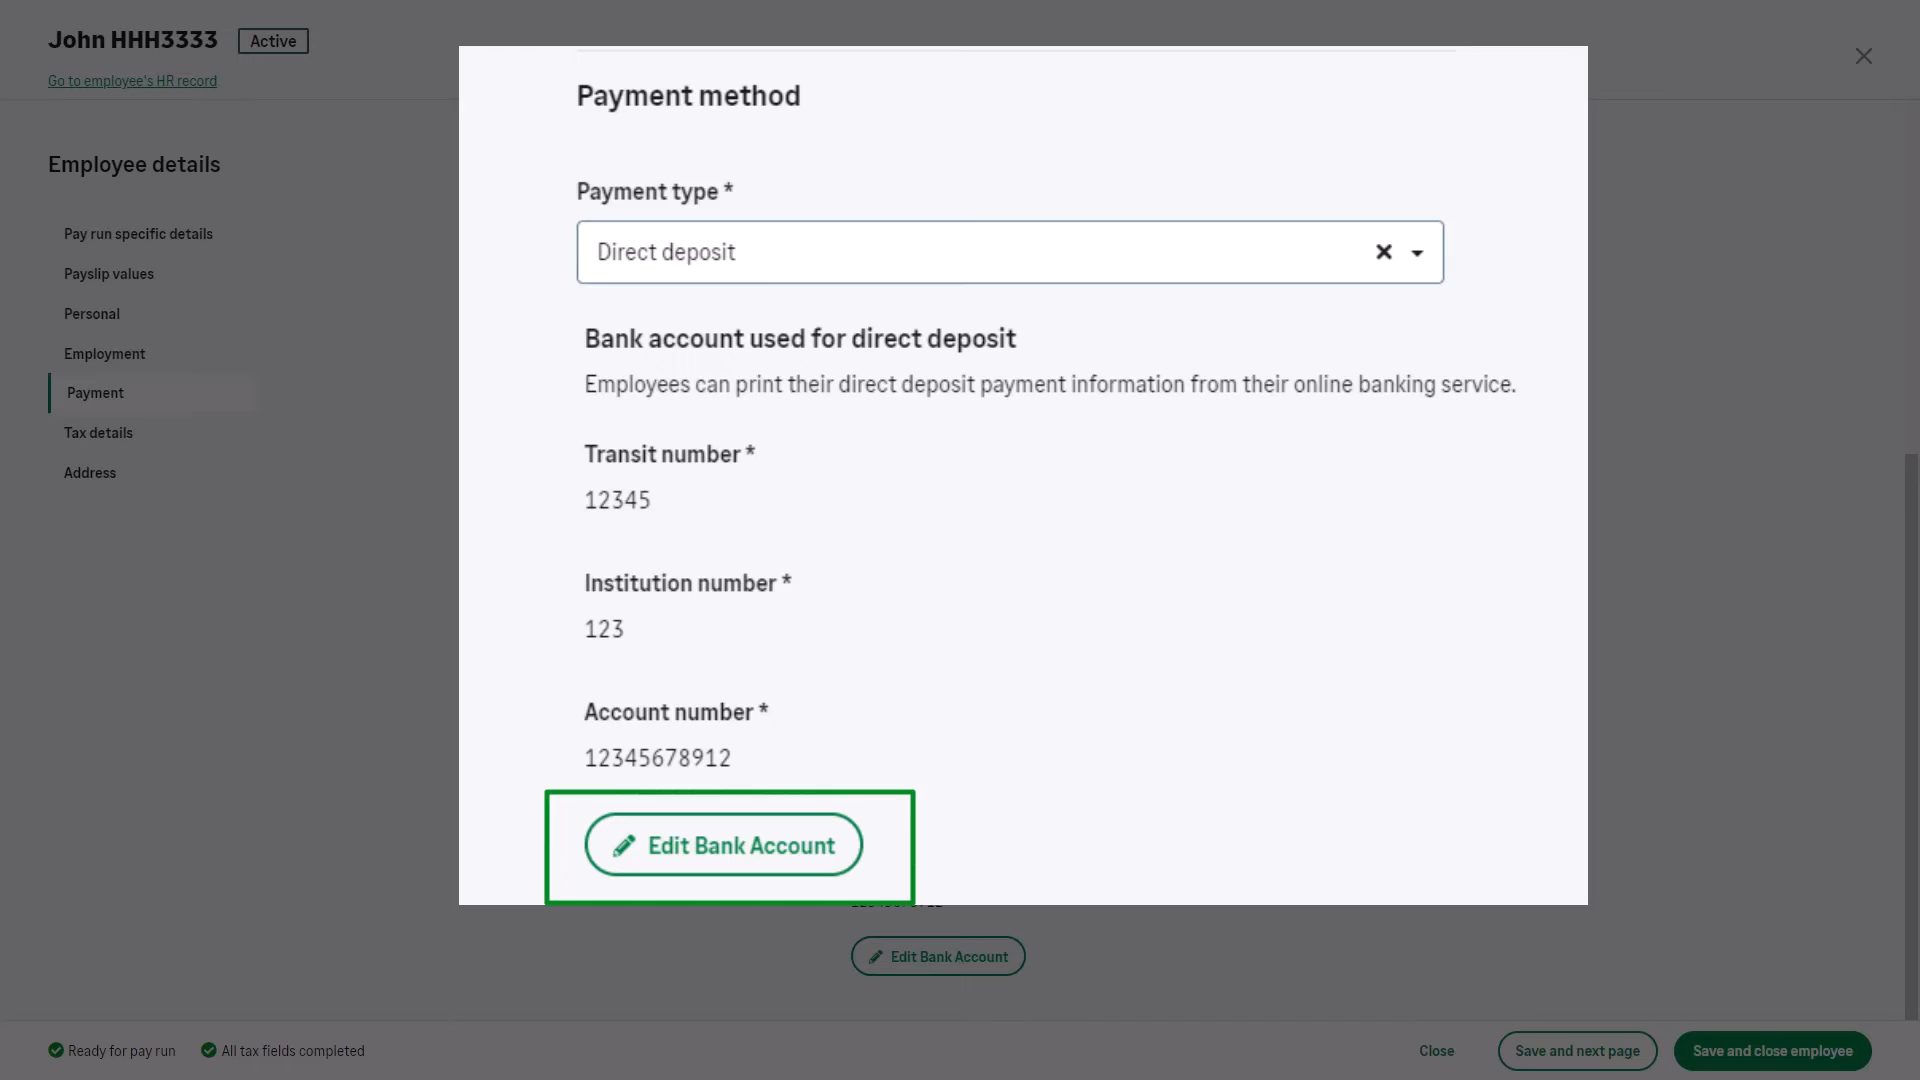 John HHH3333 Active
Go to employee's HR record
Employee details
Pay run specific details
Payslip values
Personal
Employment
Payment
Tax details
Address
Payment method
Payment type *
Direct deposit
Bank account used for direct deposit
Employees can print their direct deposit payment information from their online banking service.
Transit number *
12345
Institution number *
123
Account number *
12345678912
Edit Bank Account
Edit Bank Account
Ready for pay run All tax fields completed
Close Save and next page Save and close employee